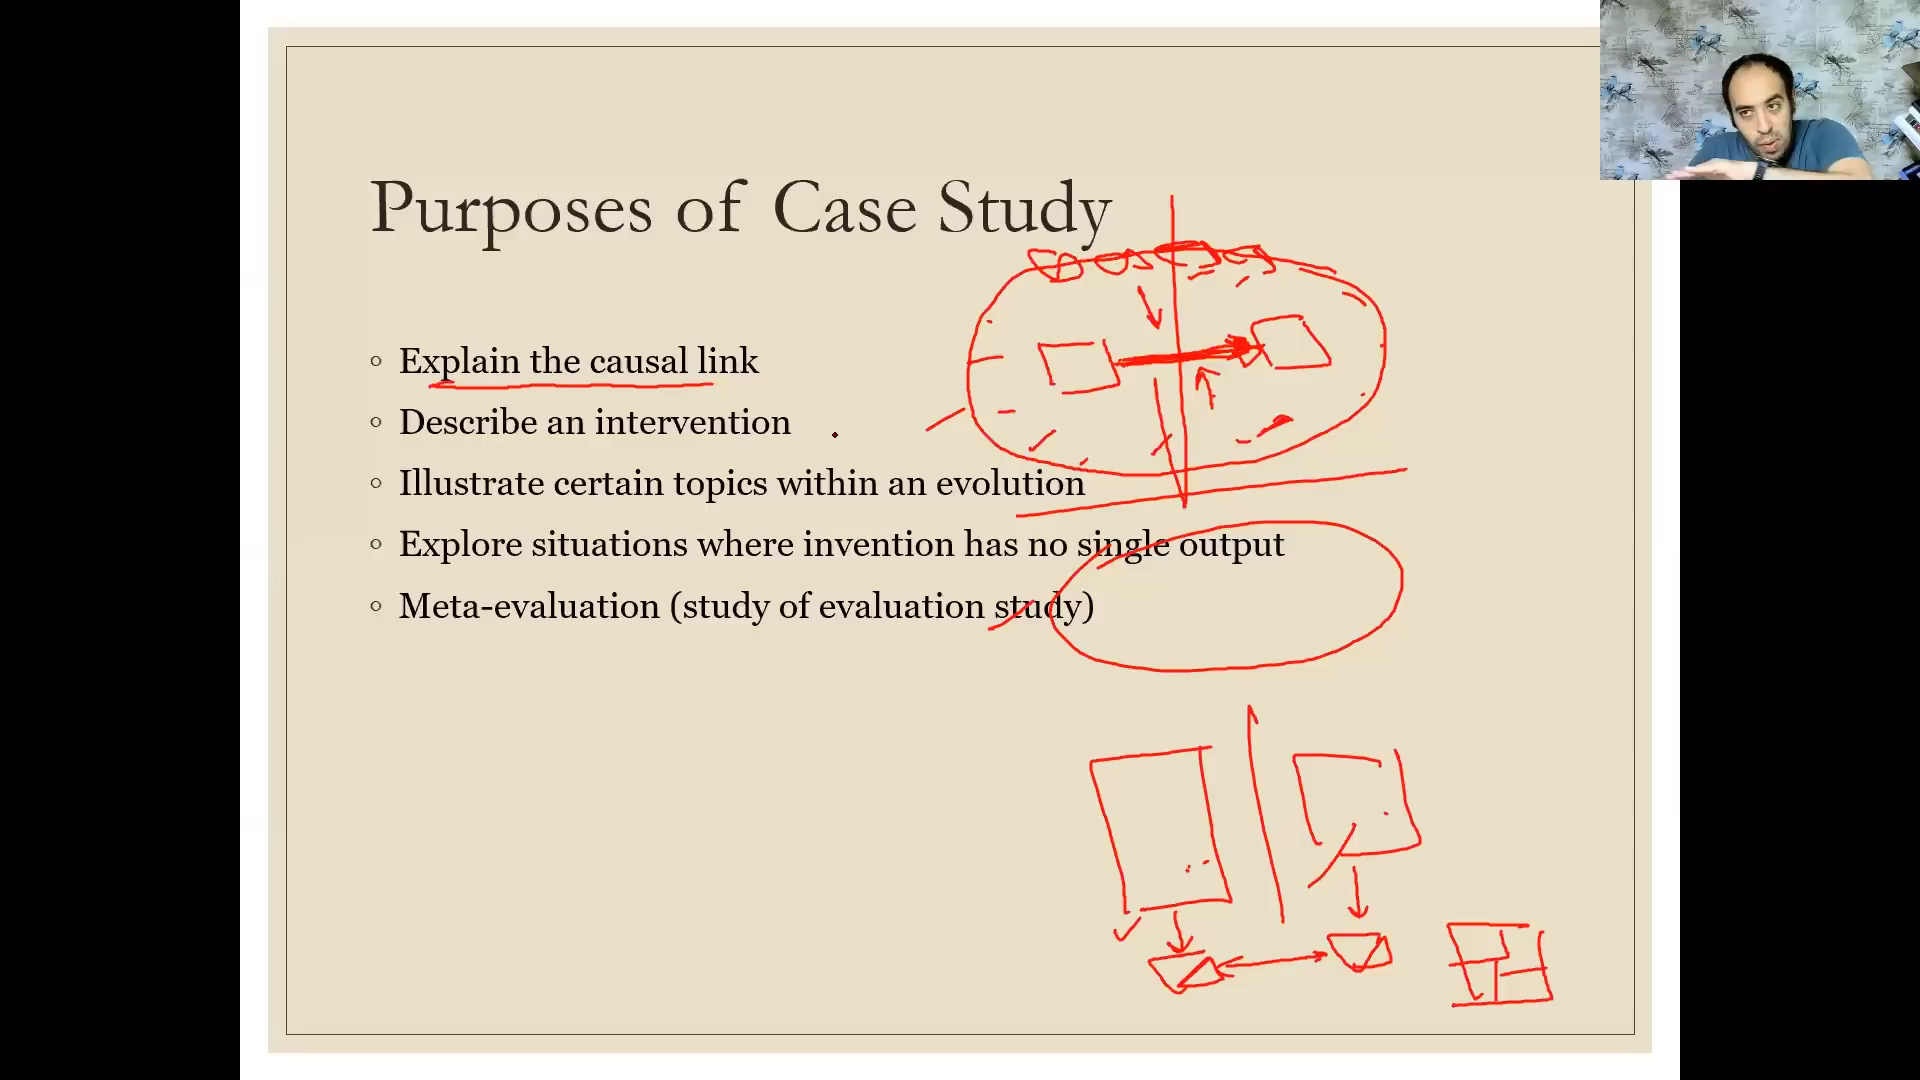 Purposes of Case Study
Explain the causal link
Describe an intervention
Illustrate certain topics within an evolution
Explore situations where invention has no single output
Meta-evaluation (study of evaluation study)